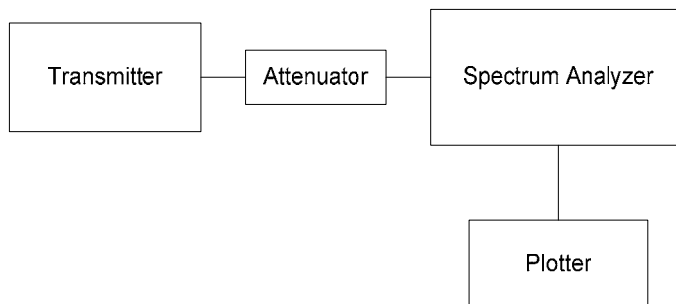 Transmitter
Attenuator
Spectrum Analyzer
Plotter